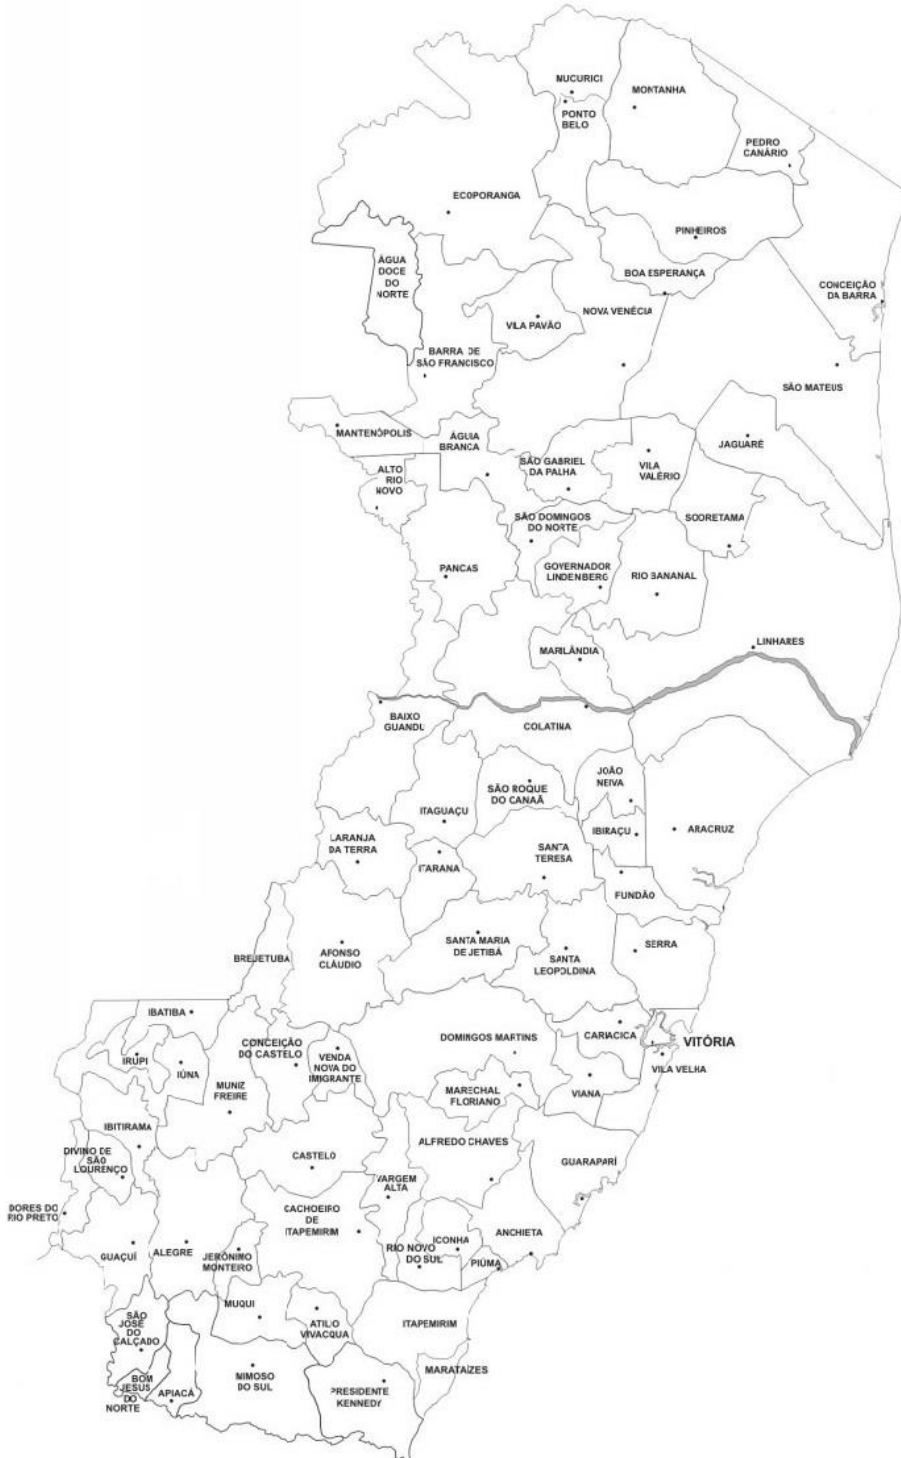 MUCURICI
MONTANHA
PONTO
BELO
PEDRO
CANÁRIO
ECOPORANGA
PINHEIROS
ÁGUA
DOCE
DO
NORTE
BOA ESPERANÇA
CONCEIÇÃO
DA BARRA
VILA PAVÃO
NOVA VENÉCIA
BARRA DE
SÃO FRANCISCO
SÃO MATEUS
MANTENÓPOLIS
ÁGUIA
BRANCA
JAGUARÉ
ALTO
RIO
NOVO
SÃO GABRIEL
DA PALHA
VILA
VALÉRIO
SÃO DOMINGOS
DO NORTE
SOORETAMA
PANCAS
GOVERNADOR
LINDENBERG
RIO BANANAL
MARILÂNDIA
LINHARES
BAIXO
GUANDU
COLATINA
SÃO ROQUE
DO CANAÃ
JOÃO
NEIVA
ITAGUAÇU
LARANJA
DA TERRA
IBIRAÇU
ARACRUZ
ITARANA
SANTA
TERESA
FUNDÃO
BREJETUBA
AFONSO
CLÁUDIO
SANTA MARIA
DE JETIBÁ
SANTA
LEOPOLDINA
SERRA
IBATIBA
IRUPI
IÚNA
CONCEIÇÃO
DO CASTELO
VENDA
NOVA DO
IMIGRANTE
DOMINGOS MARTINS
CARIACICA
VITÓRIA
VILA VELHA
MUNIZ
FREIRE
MARECHAL
FLORIANO
VIANA
IBITIRAMA
DIVINO DE
SÃO
LOURENÇO
CASTELO
ALFREDO CHAVES
GUARAPARÍ
VARGEM
ALTA
DORES DO
RIO PRETO
CACHOEIRO
DE
ITAPEMIRIM
GUAÇUÍ
ALEGRE
JERÔNIMO
MONTEIRO
RIO NOVO
DO SUL
ICONHA
ANCHIETA
PIÚMA
MUQUI
ATILIO
VIVACQUA
ITAPEMIRIM
SÃO
JOSÉ
DO
CALÇADO
BOM
JESUS
DO
NORTE
APIACÁ
MIMOSO
DO SUL
PRESIDENTE
KENNEDY
MARATAÍZES